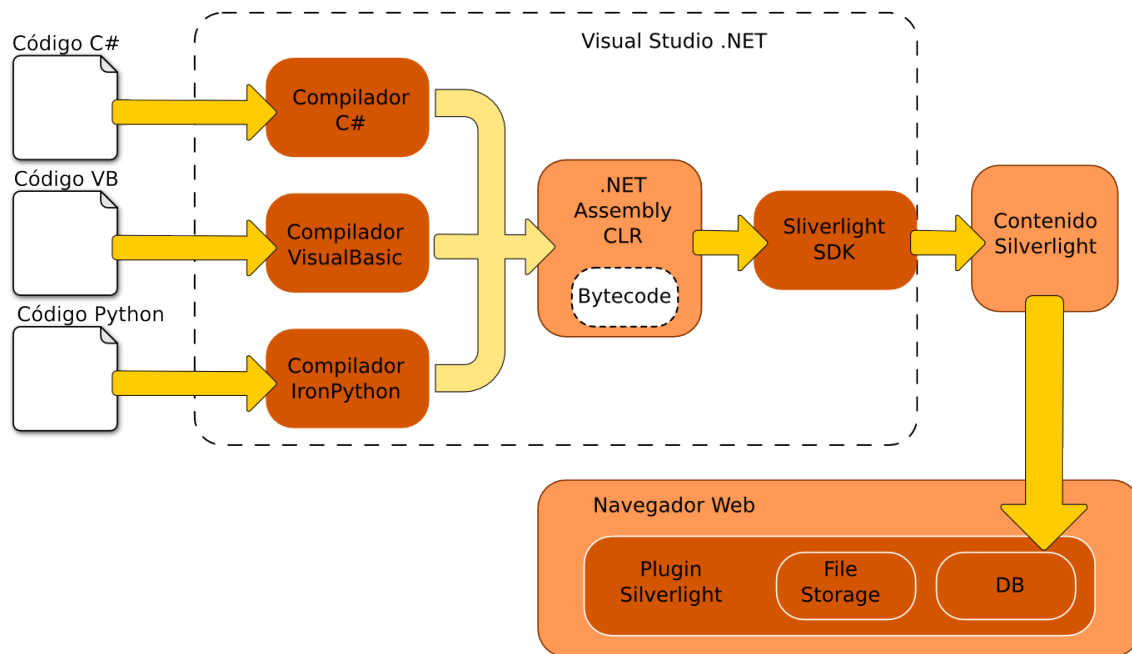 Código C#
Visual Studio .NET
Compilador
C#
Código VB
Compilador
VisualBasic
.NET
Assembly
CLR
Bytecode
Sliverlight
SDK
Contenido
Silverlight
Código Python
Compilador
IronPython
Navegador Web
Plugin
Silverlight
File
Storage
DB